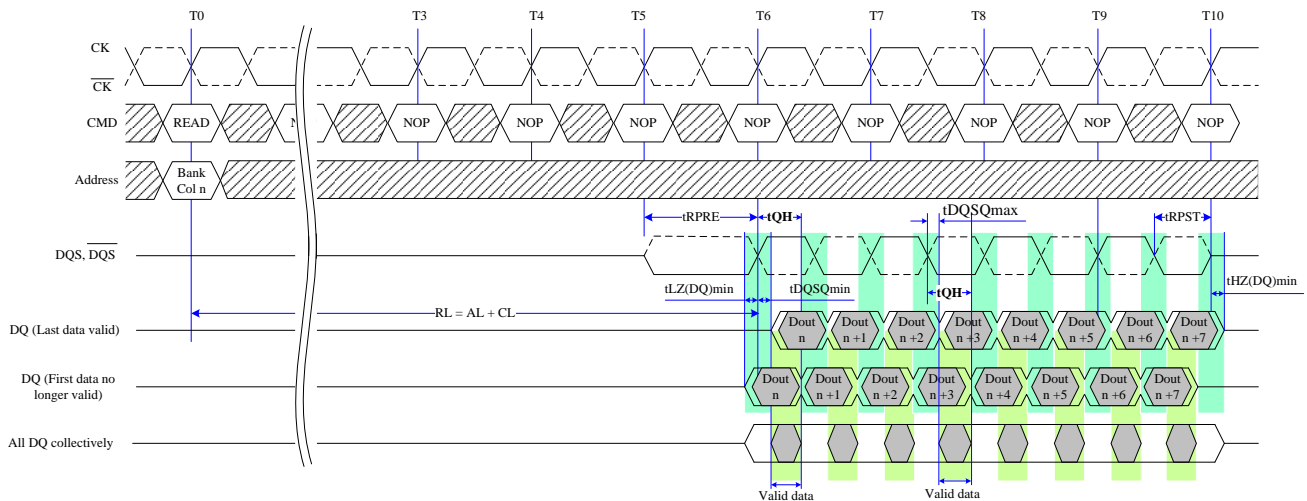 T0 T3 T4 T5 T6 T7 T8 T9 T10
CK
CK
CMD READ NOP NOP NOP NOP NOP NOP NOP NOP
Address Bank
Col n
tRPRE tQH tDQSQmax tRPST
DQS, DQS
tLZ(DQ)min tDQSQmin tQH tHZ(DQ)min
RL = AL + CL
DQ (Last data valid) Dout Dout Dout Dout Dout Dout Dout Dout
n n +1 n +2 n +3 n +4 n +5 n +6 n +7
DQ (First data no
longer valid) Dout Dout Dout Dout Dout Dout Dout Dout
n n +1 n +2 n +3 n +4 n +5 n +6 n +7
All DQ collectively
Valid data Valid data